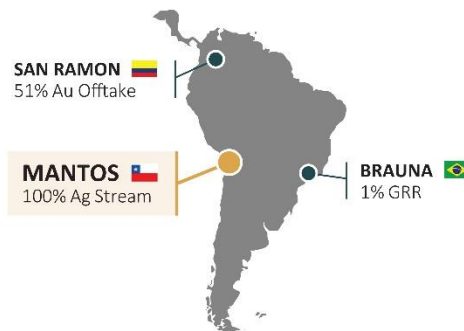 SAN RAMON
51% Au Offtake
MANTOS
100% Ag Stream
BRAUNA
1% GRR